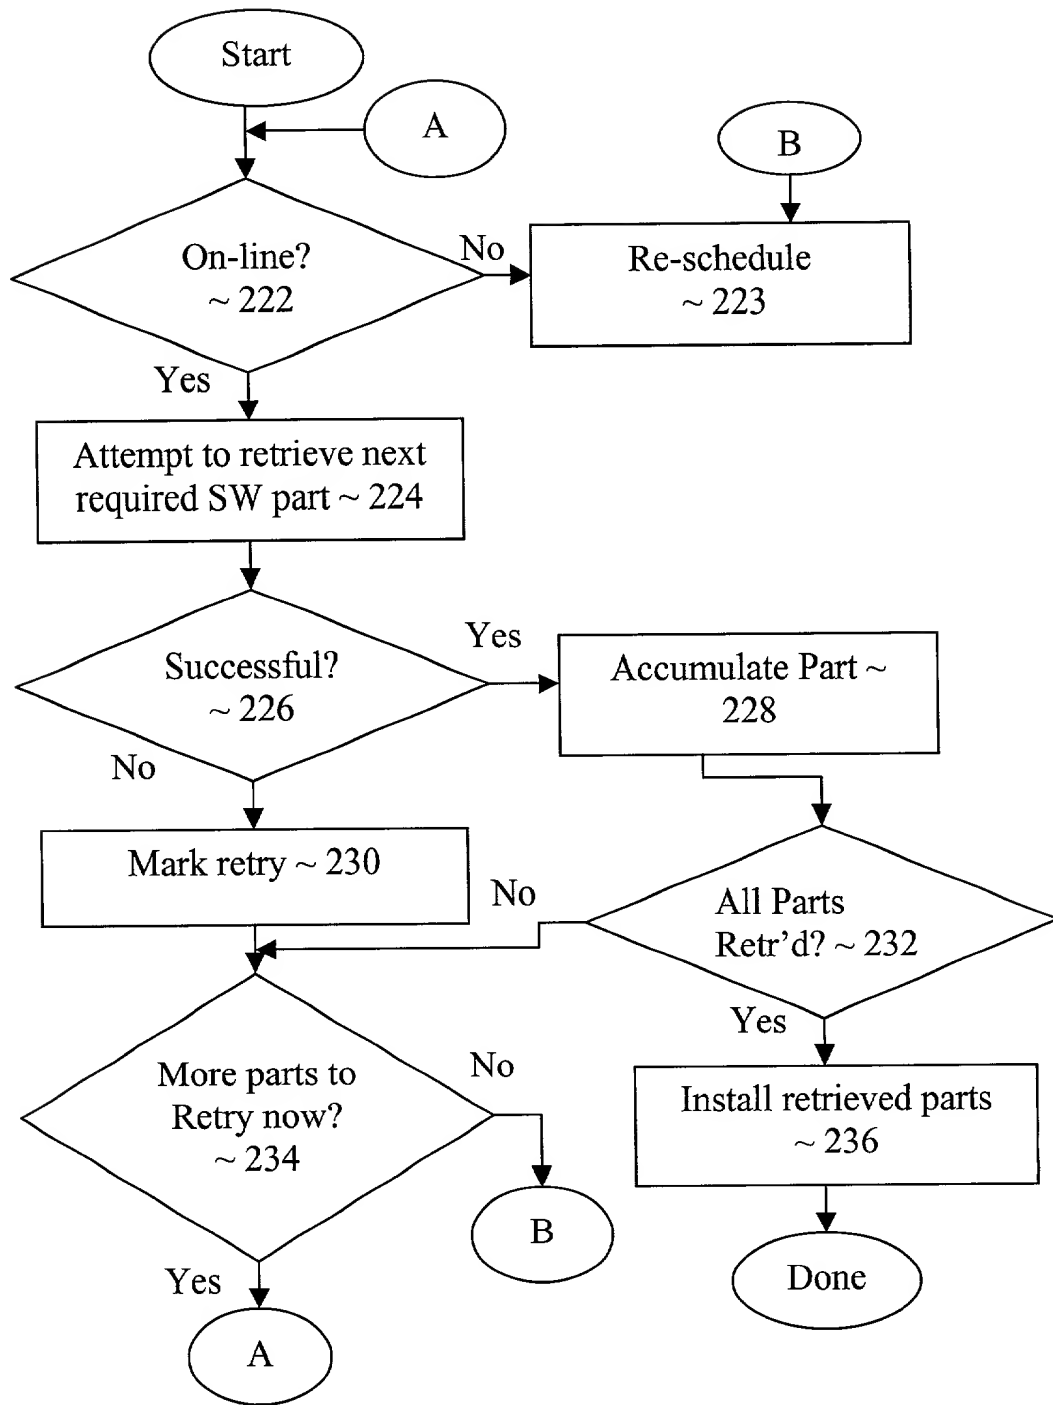 Start
A
B
On-line?
~ 222
No
Re-schedule
~ 223
Yes
Attempt to retrieve next
required SW part ~ 224
Successful?
~ 226
Yes
Accumulate Part ~
228
No
Mark retry ~ 230
No
All Parts
Retr’d? ~ 232
Yes
More parts to
Retry now?
~ 234
No
Install retrieved parts
~ 236
B
Done
Yes
A